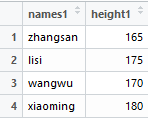 names1 height1
1 zhangsan 165
2 lisi 175
3 wangwu 170
4 xiaoming 180